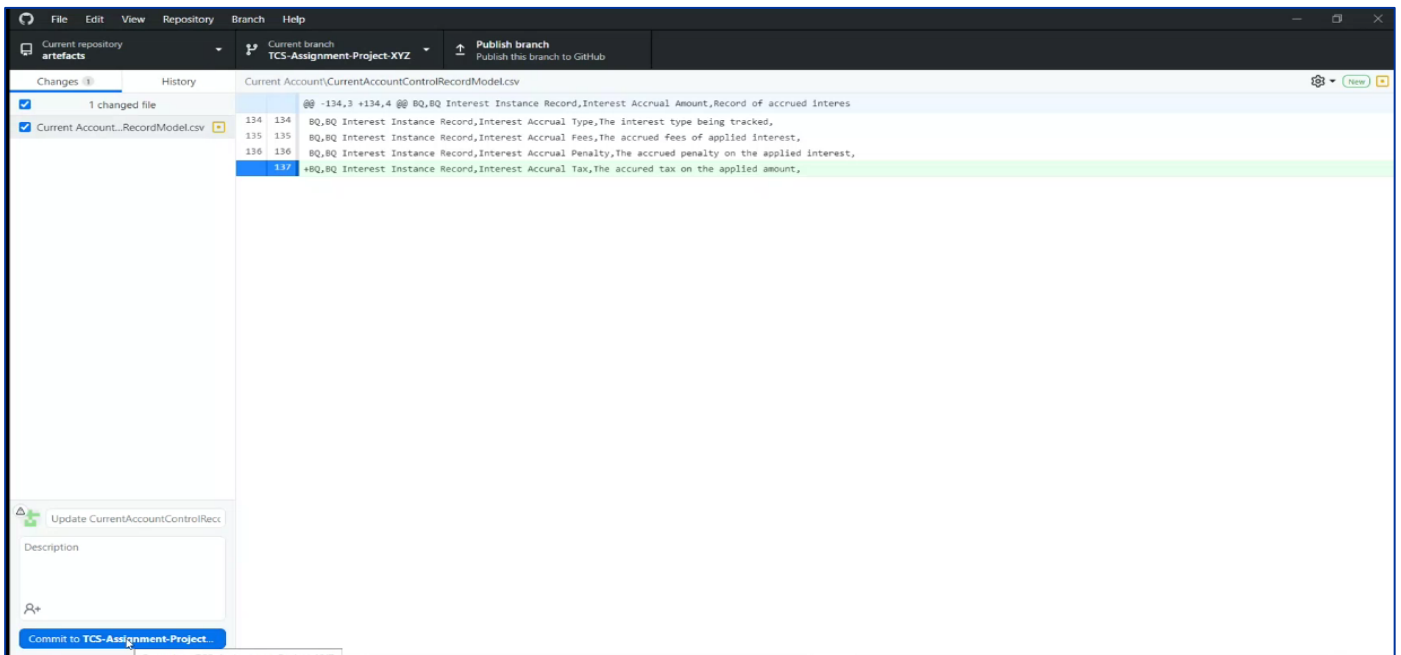 File Edit View Repository Branch Help
Current repository
artefacts
Current branch
TCS-Assignment-Project-XYZ
Publish branch
Publish this branch to GitHub
Changes 1 History
Current Account\CurrentAccountControlRecordModel.csv
New
1 changed file
Current Account...RecordModel.csv
@@ -134,3 +134,4 @@ BQ,BQ Interest Instance Record,Interest Accrual Amount,Record of accrued interes
134 134 BQ,BQ Interest Instance Record,Interest Accrual Type,The interest type being tracked,
135 135 BQ,BQ Interest Instance Record,Interest Accrual Fees,The accrued fees of applied interest,
136 136 BQ,BQ Interest Instance Record,Interest Accrual Penalty,The accrued penalty on the applied interest,
137 +BQ,BQ Interest Instance Record,Interest Accural Tax,The accured tax on the applied amount,
Update CurrentAccountControlRecc
Description
Commit to TCS-Assignment-Project...